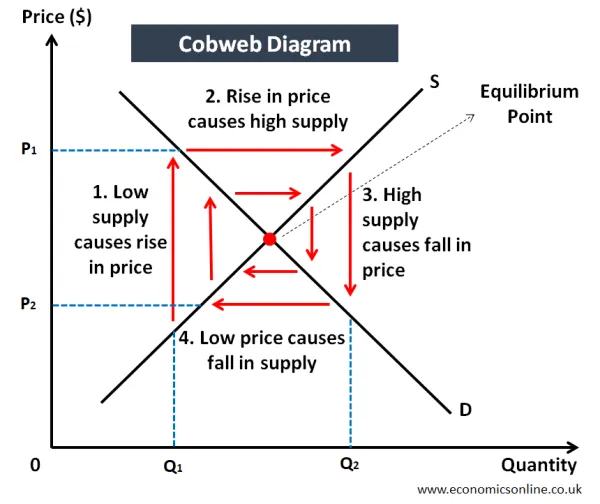 Price ($)
Cobweb Diagram
S
2. Rise in price
causes high supply
Equilibrium
Point
P1
1. Low
supply
causes rise
in price
3. High
supply
causes fall in
price
P2
4. Low price causes
fall in supply
D
0
Q1
Q2
Quantity
www.economicsonline.co.uk